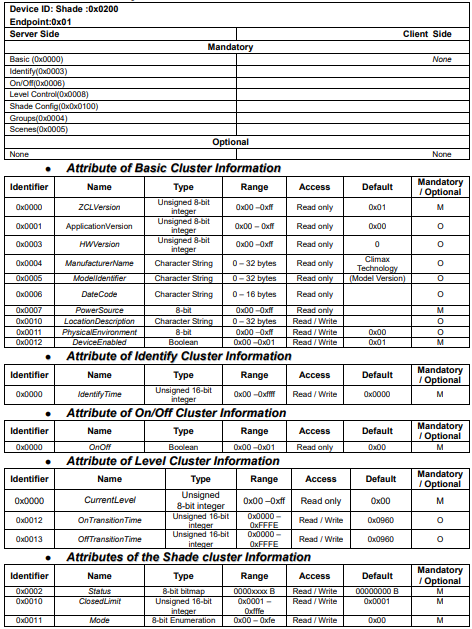 Device ID: Shade :0x0200
Endpoint:0x01
Server Side Client Side
Mandatory
Basic (0x0000) None
Identify(0x0003)
On/Off(0x0006)
Level Control(0x0008)
Shade Config(0x0x0100)
Groups(0x0004)
Scenes(0x0005)
Optional
None None
• Attribute of Basic Cluster Information
Identifier Name Type Range Access Default Mandatory / Optional
0x0000 ZCLVersion Unsigned 8-bit integer 0x00 –0xff Read only 0x01 M
0x0001 ApplicationVersion Unsigned 8-bit integer 0x00 – 0xff Read only 0x00 O
0x0003 HWVersion Unsigned 8-bit integer 0x00 –0xff Read only 0 O
0x0004 ManufacturerName Character String 0 – 32 bytes Read only Climax Technology O
0x0005 ModelIdentifier Character String 0 – 32 bytes Read only (Model Version) O
0x0006 DateCode Character String 0 – 16 bytes Read only O
0x0007 PowerSource 8-bit 0x00 –0xff Read only M
0x0010 LocationDescription Character String 0 – 32 bytes Read / Write O
0x0011 PhysicalEnvironment 8-bit 0x00 –0xff Read / Write 0x00 O
0x0012 DeviceEnabled Boolean 0x00 –0x01 Read / Write 0x01 M
• Attribute of Identify Cluster Information
Identifier Name Type Range Access Default Mandatory / Optional
0x0000 IdentifyTime Unsigned 16-bit integer 0x00 –0xffff Read / Write 0x0000 M
• Attribute of On/Off Cluster Information
Identifier Name Type Range Access Default Mandatory / Optional
0x0000 OnOff Boolean 0x00 –0x01 Read only 0x00 M
• Attribute of Level Cluster Information
Identifier Name Type Range Access Default Mandatory / Optional
0x0000 CurrentLevel Unsigned 8-bit integer 0x00 –0xff Read only 0x00 M
0x0012 OnTransitionTime Unsigned 16-bit integer 0x0000 – 0xFFFE Read / Write 0x0960 O
0x0013 OffTransitionTime Unsigned 16-bit integer 0x0000 – 0xFFFE Read / Write 0x0960 O
• Attributes of the Shade cluster Information
Identifier Name Type Range Access Default Mandatory / Optional
0x0002 Status 8-bit bitmap 0000xxxx B Read / Write 00000000 B M
0x0010 ClosedLimit Unsigned 16-bit integer 0x0001 – 0xfffe Read / Write 0x0001 M
0x0011 Mode 8-bit Enumeration 0x00 – 0xfe Read / Write 0x00 M